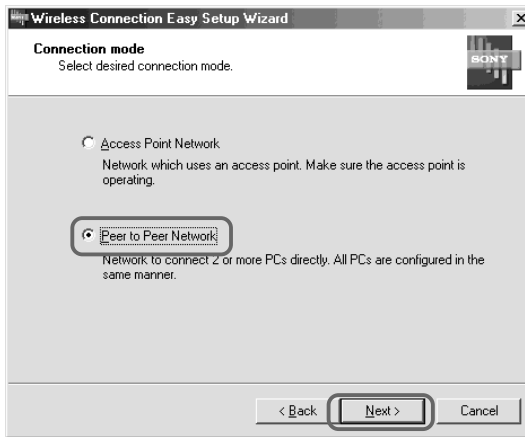 Wireless Connection Easy Setup Wizard
Connection mode
Select desired connection mode.
SONY
Access Point Network
Network which uses an access point. Make sure the access point is
operating.
Peer to Peer Network
Network to connect 2 or more PCs directly. All PCs are configured in the
same manner.
< Back
Next >
Cancel